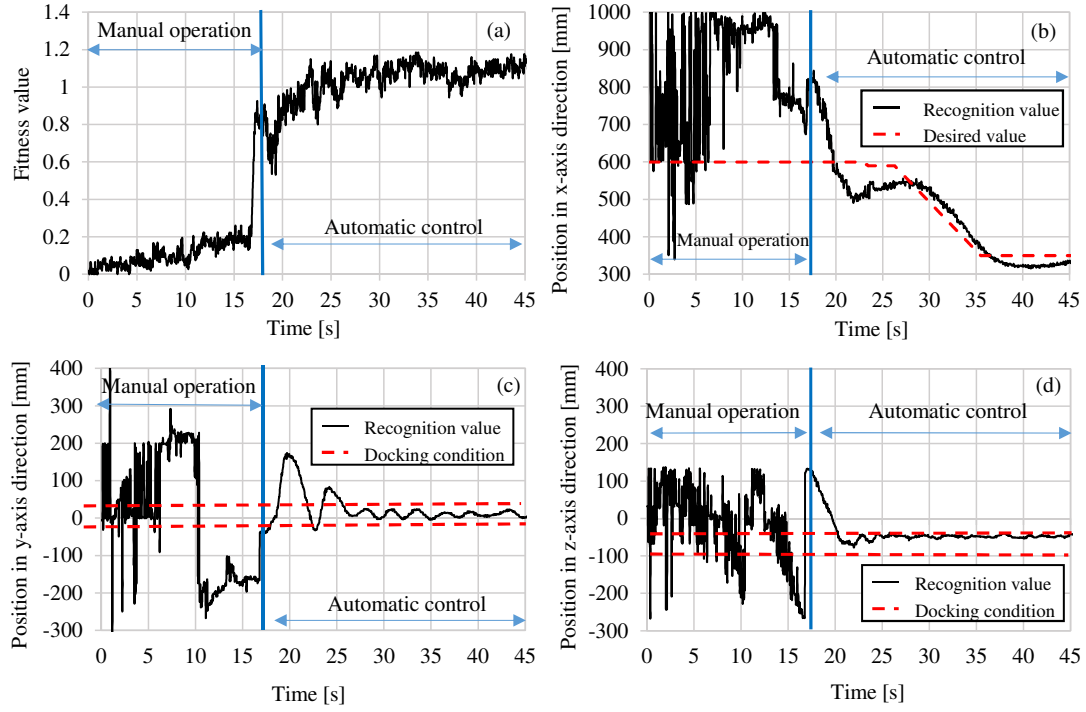 (a)
Manual operation
Automatic control
Fitness value
1.4
1.2
1
0.8
0.6
0.4
0.2
0
0 5 10 15 20 25 30 35 40 45
Time [s]
(b)
Automatic control
Recognition value
Desired value
Manual operation
Position in x-axis direction [mm]
1000
900
800
700
600
500
400
300
0 5 10 15 20 25 30 35 40 45
Time [s]
(c)
Manual operation
Recognition value
Docking condition
Automatic control
Position in y-axis direction [mm]
400
300
200
100
0
-100
-200
-300
0 5 10 15 20 25 30 35 40 45
Time [s]
(d)
Manual operation
Automatic control
Recognition value
Docking condition
Position in z-axis direction [mm]
400
300
200
100
0
-100
-200
-300
0 5 10 15 20 25 30 35 40 45
Time [s]